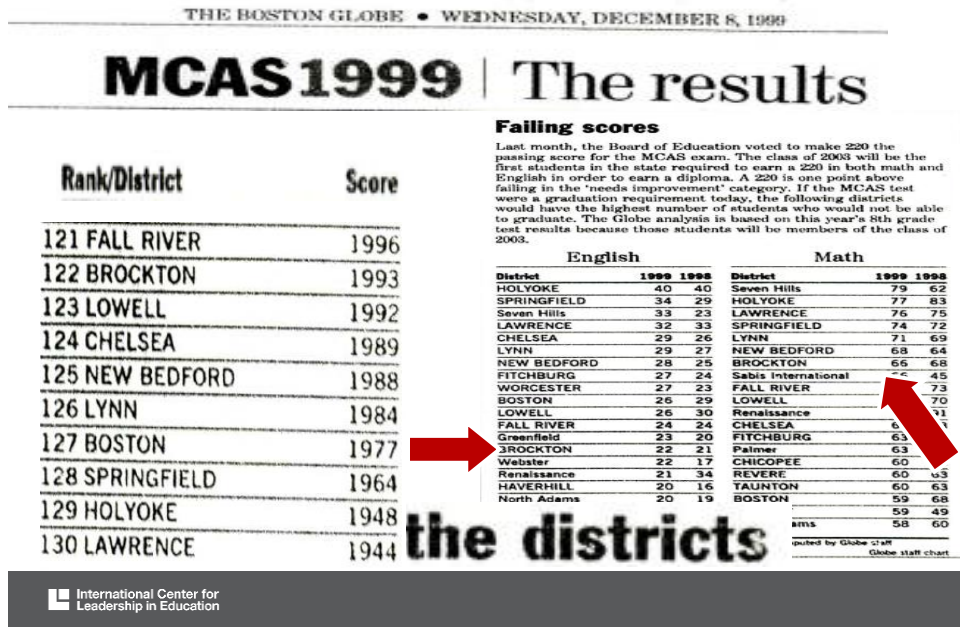 THE BOSTON GLOBE • WEDNESDAY, DECEMBER 8, 1999
MCAS 1999 | The results
Rank/District Score
121 FALL RIVER 1996
122 BROCKTON 1993
123 LOWELL 1992
124 CHELSEA 1989
125 NEW BEDFORD 1988
126 LYNN 1984
127 BOSTON 1977
128 SPRINGFIELD 1964
129 HOLYOKE 1948
130 LAWRENCE 1944
Failing scores
Last month, the Board of Education voted to make 220 the
passing score for the MCAS exam. The class of 2003 will be the
first students in the state required to earn a 220 in both math and
English in order to earn a diploma. A 220 is one point above
failing in the 'needs improvement' category. If the MCAS test
were a graduation requirement today, the following districts
would have the highest number of students who would not be able
to graduate. The Globe analysis is based on this year's 8th grade
test results because those students will be members of the class of
2003.
English
District 1999 1998
HOLYOKE 40 40
SPRINGFIELD 34 29
Seven Hills 33 23
LAWRENCE 32 33
CHELSEA 29 26
LYNN 29 27
NEW BEDFORD 28 25
FITCHBURG 27 24
WORCESTER 27 23
BOSTON 26 29
LOWELL 26 30
FALL RIVER 24 24
Greenfield 23 20
BROCKTON 22 21
Webster 22 17
Renaissance 21 34
HAVERHILL 20 16
North Adams 20 19
Math
District 1999 1998
Seven Hills 79 62
HOLYOKE 77 83
LAWRENCE 76 75
SPRINGFIELD 74 72
LYNN 71 69
NEW BEDFORD 68 64
BROCKTON 66 68
Sabis International 45
FALL RIVER 73
LOWELL 70
Renaissance
CHELSEA
FITCHBURG 63
Palmer 63
CHICOPEE 60
REVERE 60 63
TAUNTON 60 63
BOSTON 59 68
59 49
ams 58 60
puted by Globe staff
Globe staff chart
the districts
International Center for
Leadership in Education